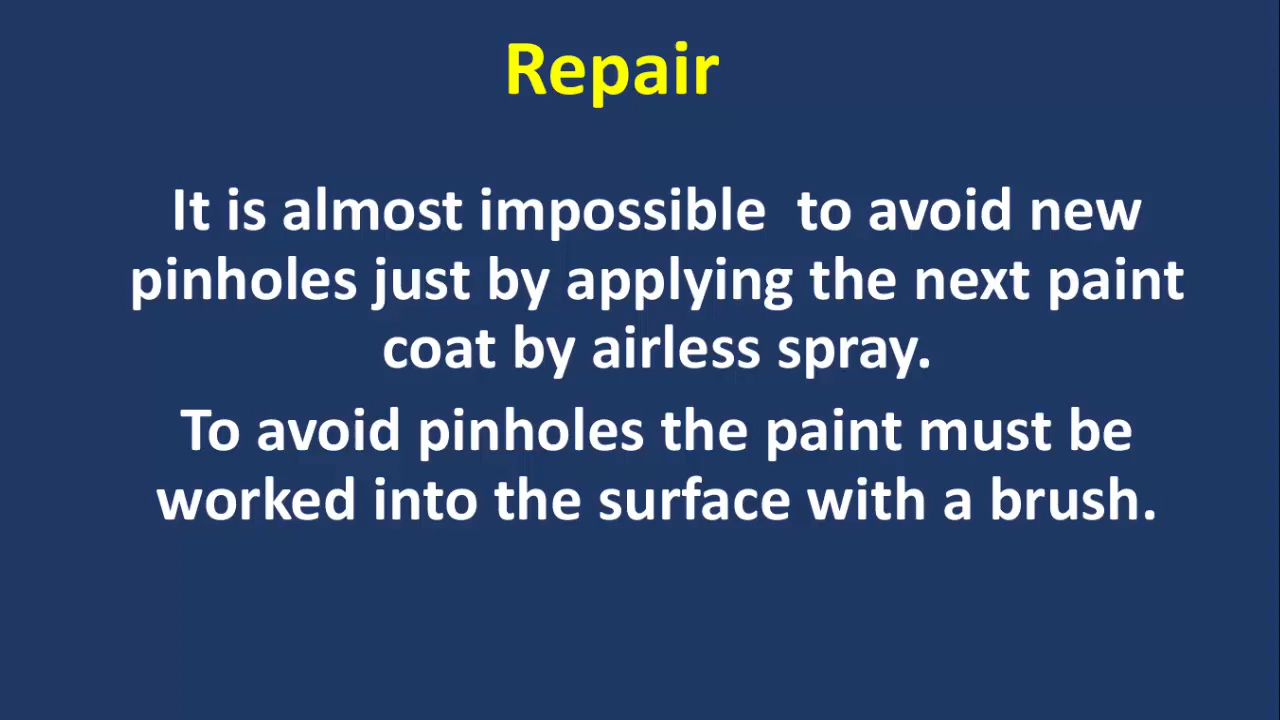 Repair
It is almost impossible  to avoid new
pinholes just by applying the next paint
coat by airless spray.
To avoid pinholes the paint must be
worked into the surface with a brush.